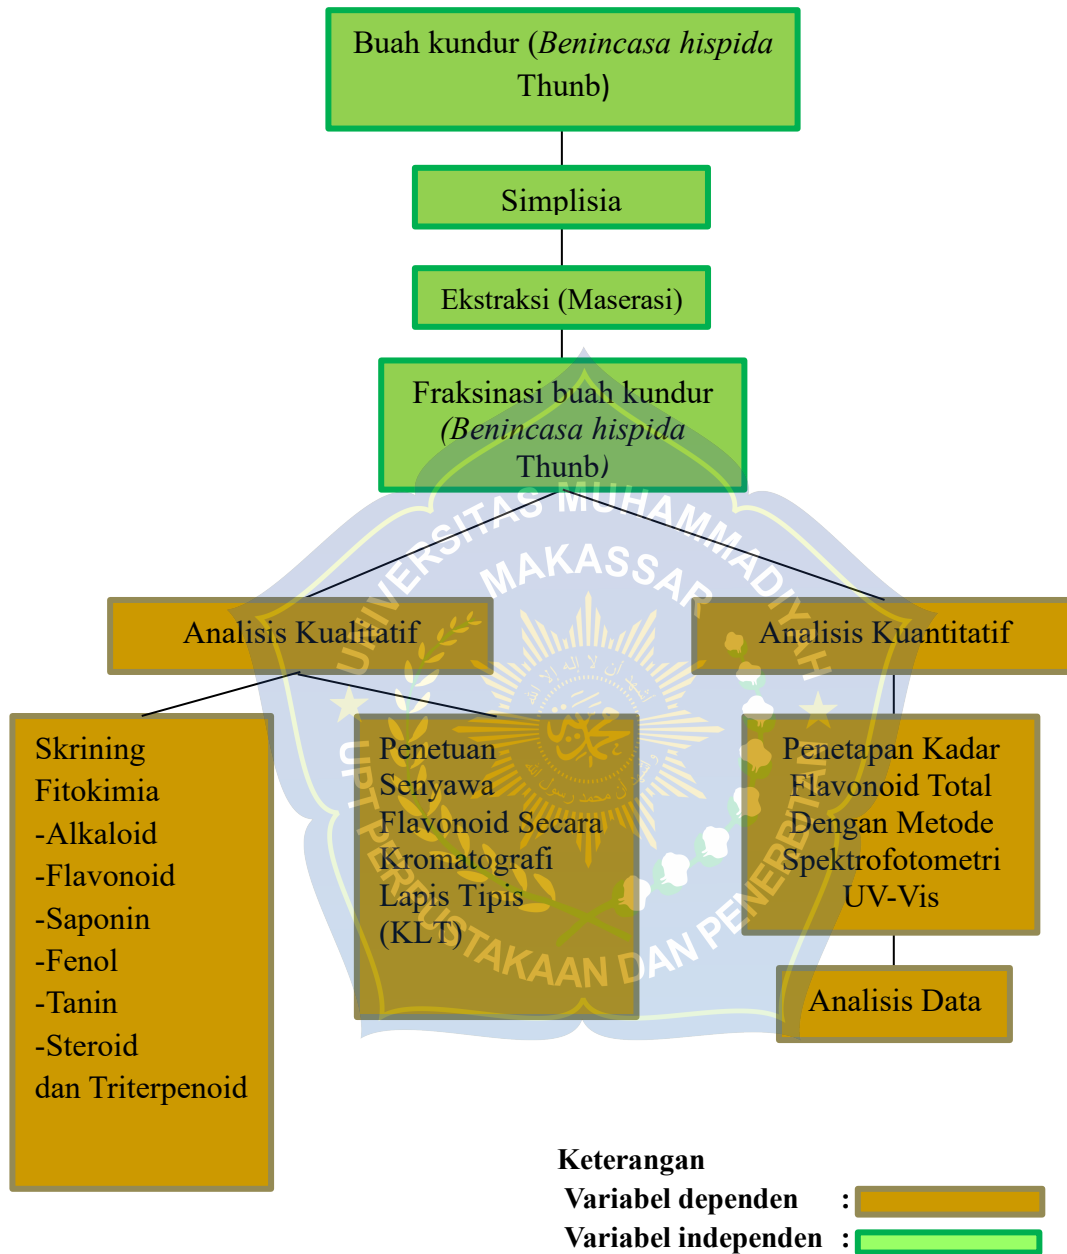 Buah kundur (Benincasa hispida
Thunb)
Simplisia
Ekstraksi (Maserasi)
Fraksinasi buah kundur
(Benincasa hispida
Thunb)
UNIVERSITAS MUHAMMADIYAH
MAKASSAR
UPT PERPUSTAKAAN DAN PENERBITAN
Analisis Kualitatif
Analisis Kuantitatif
Skrining
Fitokimia
-Alkaloid
-Flavonoid
-Saponin
-Fenol
-Tanin
-Steroid
dan Triterpenoid
Penetuan
Senyawa
Flavonoid Secara
Kromatografi
Lapis Tipis
(KLT)
Penetapan Kadar
Flavonoid Total
Dengan Metode
Spektrofotometri
UV-Vis
Analisis Data
Keterangan
Variabel dependen :
Variabel independen :